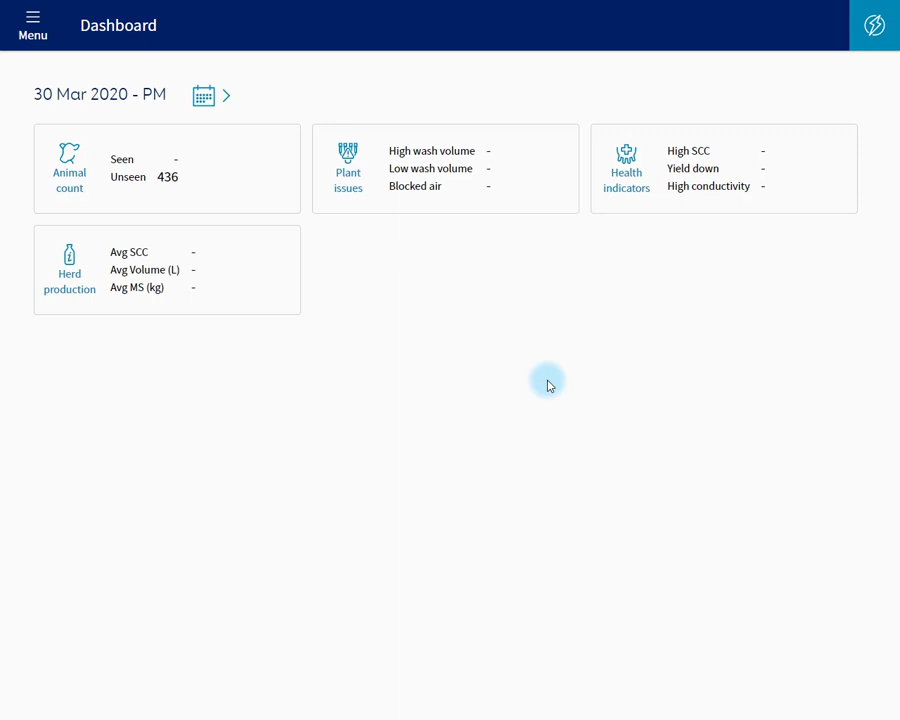 Dashboard
Menu
30 Mar 2020 - PM
Animal count
Seen -
Unseen 436
Plant issues
High wash volume -
Low wash volume -
Blocked air -
Health indicators
High SCC -
Yield down -
High conductivity -
Herd production
Avg SCC -
Avg Volume (L) -
Avg MS (kg) -